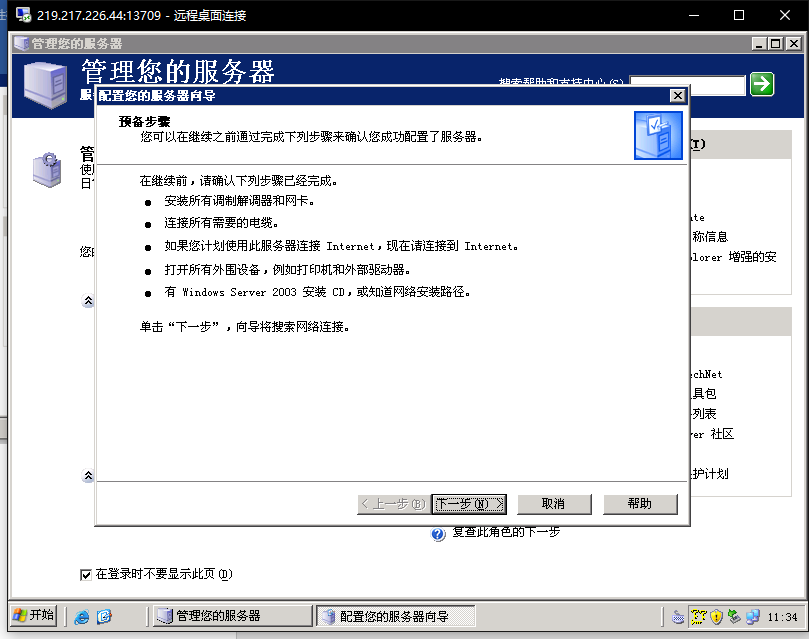 219.217.226.44:13709 - 远程桌面连接
管理您的服务器
管理您的服务器
搜索帮助和支持中心(S)
配置您的服务器向导
预备步骤
您可以在继续之前通过完成下列步骤来确认您成功配置了服务器。
在继续前，请确认下列步骤已经完成。
● 安装所有调制解调器和网卡。
● 连接所有需要的电缆。
● 如果您计划使用此服务器连接 Internet，现在请连接到 Internet。
● 打开所有外围设备，例如打印机和外部驱动器。
● 有 Windows Server 2003 安装 CD，或知道网络安装路径。
单击“下一步”，向导将搜索网络连接。
称信息
增强的安
具包
列表
社区
护计划
< 上一步(B) 下一步(N) > 取消 帮助
复查此角色的下一步
在登录时不要显示此页(D)
开始 管理您的服务器 配置您的服务器向导 11:34